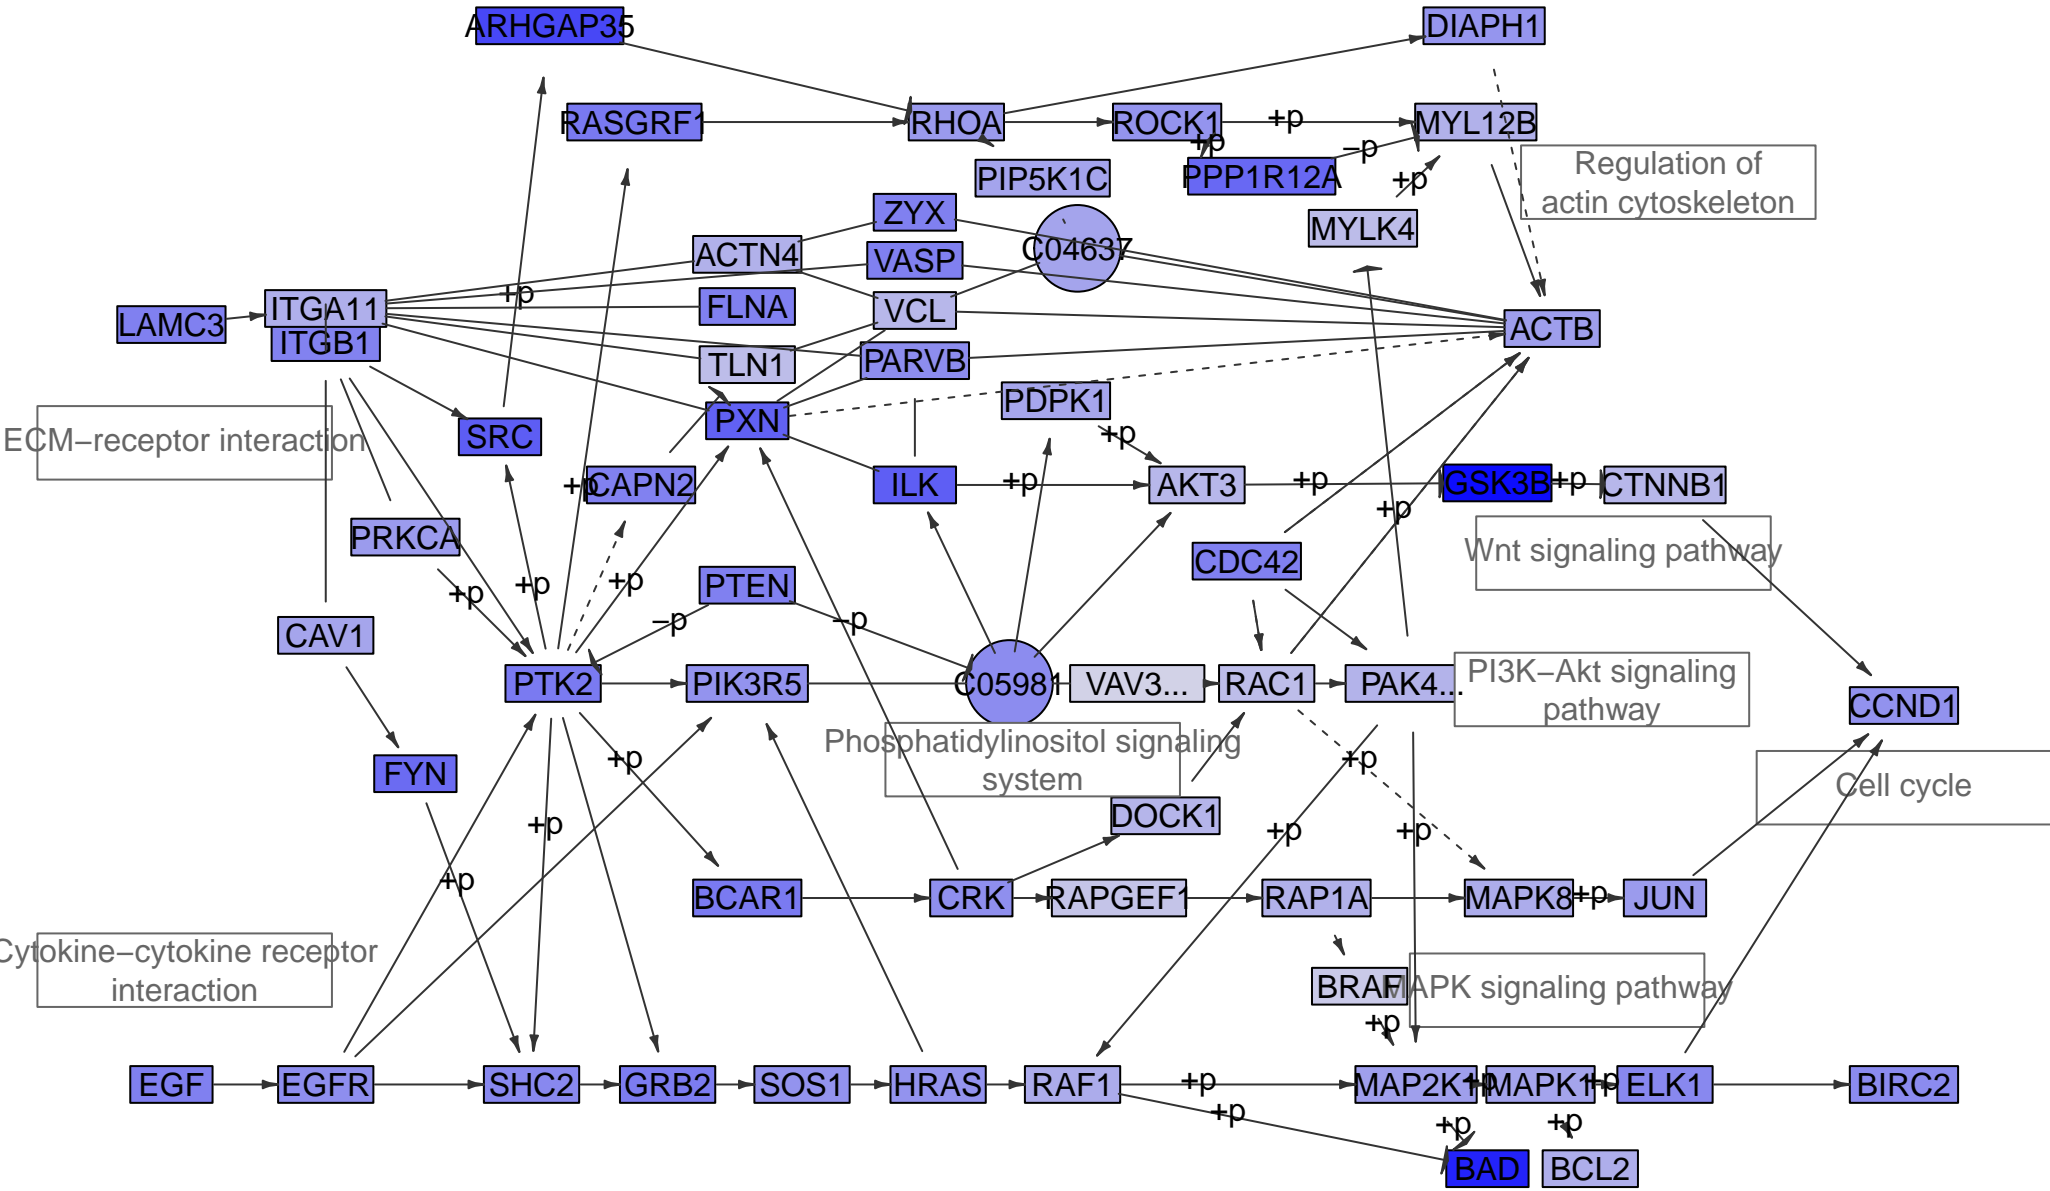 ARHGAP35
DIAPH1
RASGRF1
RHOA
ROCK1
+p
MYL12B
+p
−p
PIP5K1C
PPP1R12A
+p
Regulation of
actin cytoskeleton
ZYX
MYLK4
ACTN4
C04637
VASP
+p
ITGA11
FLNA
VCL
LAMC3
ITGB1
ACTB
TLN1
PARVB
PDPK1
PXN
+p
ECM−receptor interaction
SRC
+p
CAPN2
ILK
+p
AKT3
+p
GSK3B
+p
CTNNB1
+p
PRKCA
Wnt signaling pathway
CDC42
+p
+p
+p
PTEN
−p
−p
CAV1
PTK2
PIK3R5
C05981
VAV3...
RAC1
PAK4...
PI3K−Akt signaling
pathway
CCND1
Phosphatidylinositol signaling
system
+p
+p
FYN
Cell cycle
DOCK1
+p
+p
+p
+p
BCAR1
CRK
RAPGEF1
RAP1A
MAPK8
+p
JUN
Cytokine−cytokine receptor
interaction
BRAF
MAPK signaling pathway
+p
EGF
EGFR
SHC2
GRB2
SOS1
HRAS
RAF1
+p
MAP2K1
+p
MAPK1
+p
ELK1
BIRC2
+p
+p
+p
BAD
BCL2